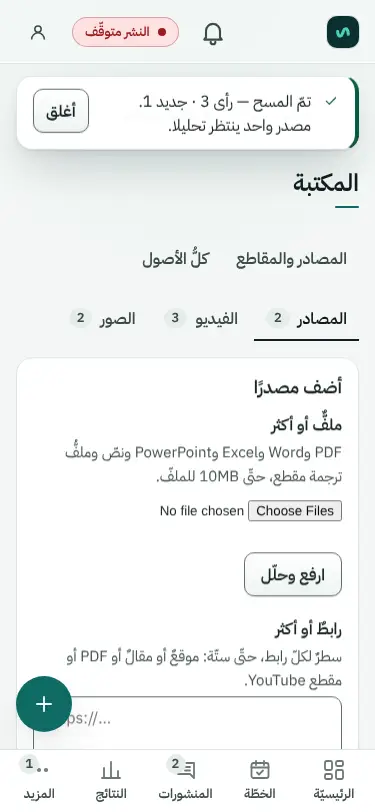 النشر متوقّف
تمّ المسح — رأى 3 · جديد 1.
مصدر واحد ينتظر تحليلا.
أغلق
المكتبة
المصادر والمقاطع
كلُّ الأصول
المصادر 2
الفيديو 3
الصور 2
أضف مصدرًا
ملفٌّ أو أكثر
PDF وWord وExcel وPowerPoint ونصّ وملفُّ
ترجمة مقطع، حتّى 10MB للملفّ.
Choose Files No file chosen
ارفع وحلّل
رابطٌ أو أكثر
سطرٌ لكلّ رابط، حتّى ستّة: موقعٌ أو مقالٌ أو PDF أو
مقطع YouTube.
ps://...
الرئيسيّة
الخطّة
المنشورات 2
النتائج
المزيد 1